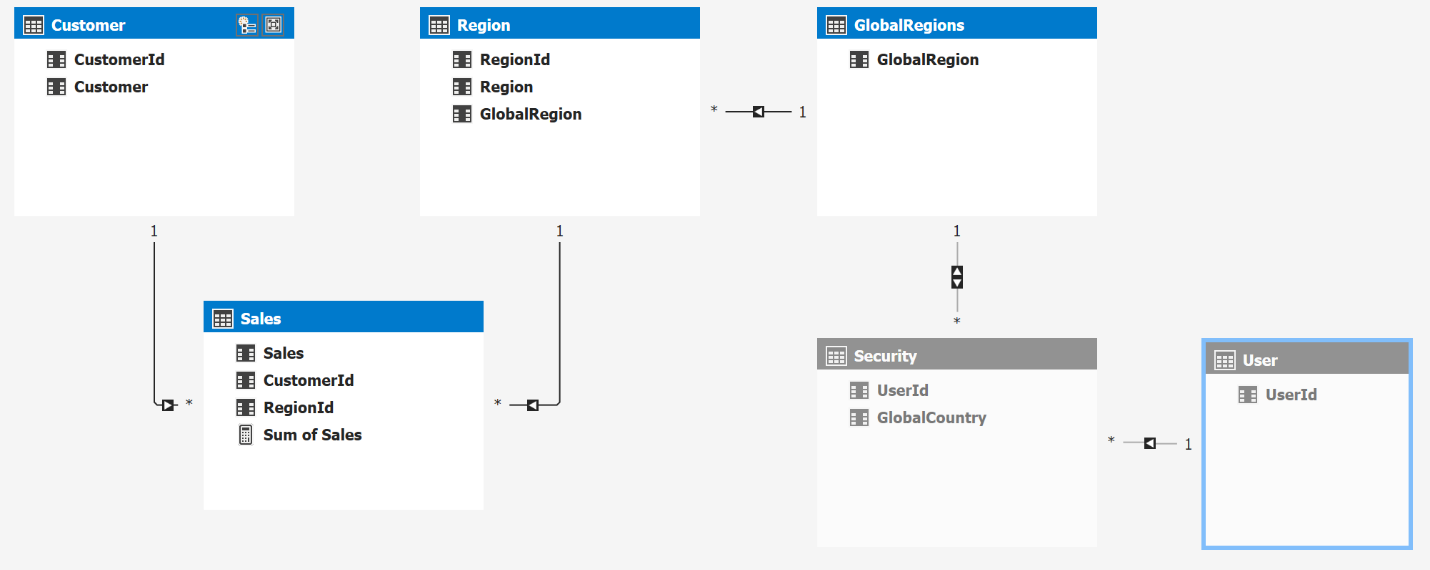 Customer
CustomerId
Customer
Region
RegionId
Region
GlobalRegion
GlobalRegions
GlobalRegion
* 1
1
1
1
*
Sales
Sales
CustomerId
RegionId
Sum of Sales
*
*
Security
UserId
GlobalCountry
* 1
User
UserId